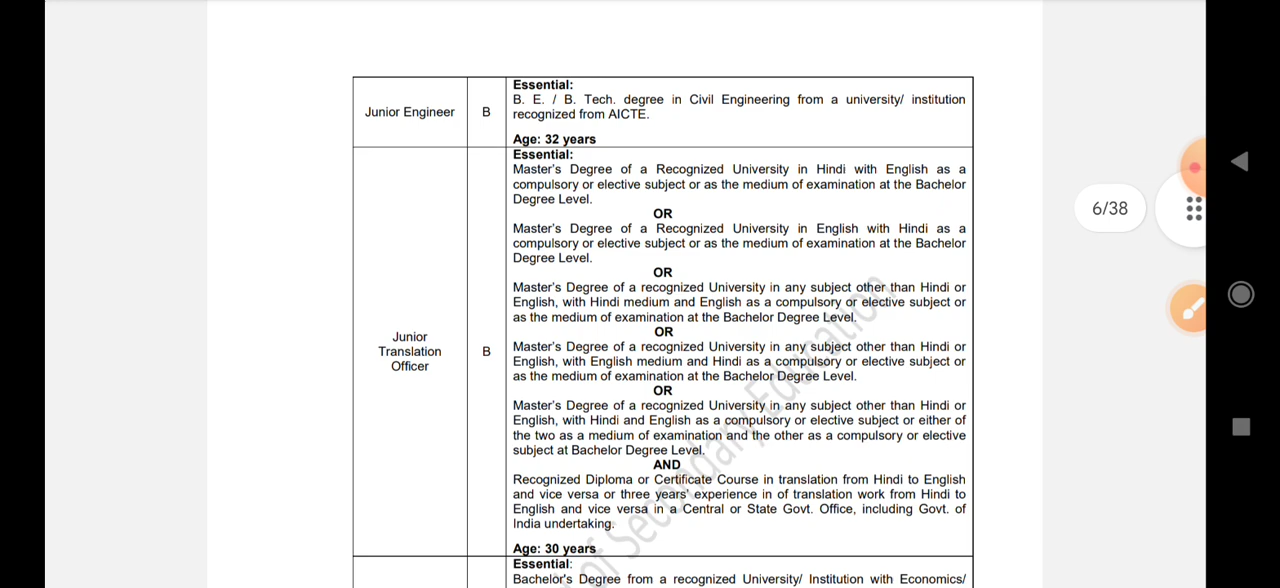 Essential:
B. E. / B. Tech. degree in Civil Engineering from a university/ institution
Junior Engineer
B
recognized from AICTE.
Age: 32 years
Essential:
Master's Degree of a Recognized University in Hindi with English as a
compulsory or elective subject or as the medium of examination at the Bachelor
Degree Level.
OR
Master's Degree of a Recognized University in English with Hindi as a
compulsory or elective subject or as the medium of examination at the Bachelor
Degree Level.
OR
Master's Degree of a recognized University in any subject other than Hindi or
English, with Hindi medium and English as a compulsory or elective subject or
as the medium of examination at the Bachelor Degree Level.
OR
Junior
Translation
Officer
B
Master's Degree of a recognized University in any subject other than Hindi or
English, with English medium and Hindi as a compulsory or elective subject or
as the medium of examination at the Bachelor Degree Level.
OR
Master's Degree of a recognized University in any subject other than Hindi or
English, with Hindi and English as a compulsory or elective subject or either of
the two as a medium of examination and the other as a compulsory or elective
subject at Bachelor Degree Level.
AND
Recognized Diploma or Certificate Course in translation from Hindi to English
and vice versa or three years' experience in of translation work from Hindi to
English and vice versa in a Central or State Govt. Office, including Govt. of
India undertaking.
Age: 30 years
Essential:
Bachelor's Degree from a recognized University/ Institution with Economics/
of Secondary Education
6/38